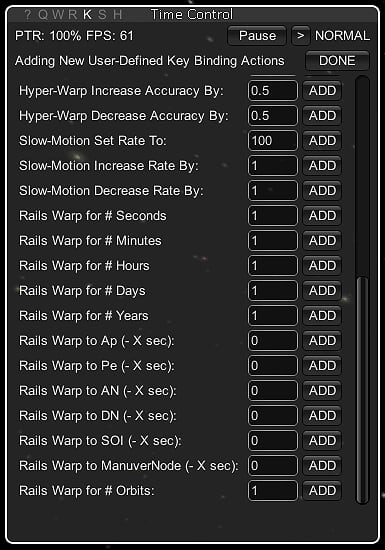 ? Q W R K S H Time Control
PTR: 100% FPS: 61 Pause > NORMAL
Adding New User-Defined Key Binding Actions DONE
Hyper-Warp Increase Accuracy By: 0.5 ADD
Hyper-Warp Decrease Accuracy By: 0.5 ADD
Slow-Motion Set Rate To: 100 ADD
Slow-Motion Increase Rate By: 1 ADD
Slow-Motion Decrease Rate By: 1 ADD
Rails Warp for # Seconds 1 ADD
Rails Warp for # Minutes 1 ADD
Rails Warp for # Hours 1 ADD
Rails Warp for # Days 1 ADD
Rails Warp for # Years 1 ADD
Rails Warp to Ap (- X sec): 0 ADD
Rails Warp to Pe (- X sec): 0 ADD
Rails Warp to AN (- X sec): 0 ADD
Rails Warp to DN (- X sec): 0 ADD
Rails Warp to SOI (- X sec): 0 ADD
Rails Warp to ManuverNode (- X sec): 0 ADD
Rails Warp for # Orbits: 1 ADD